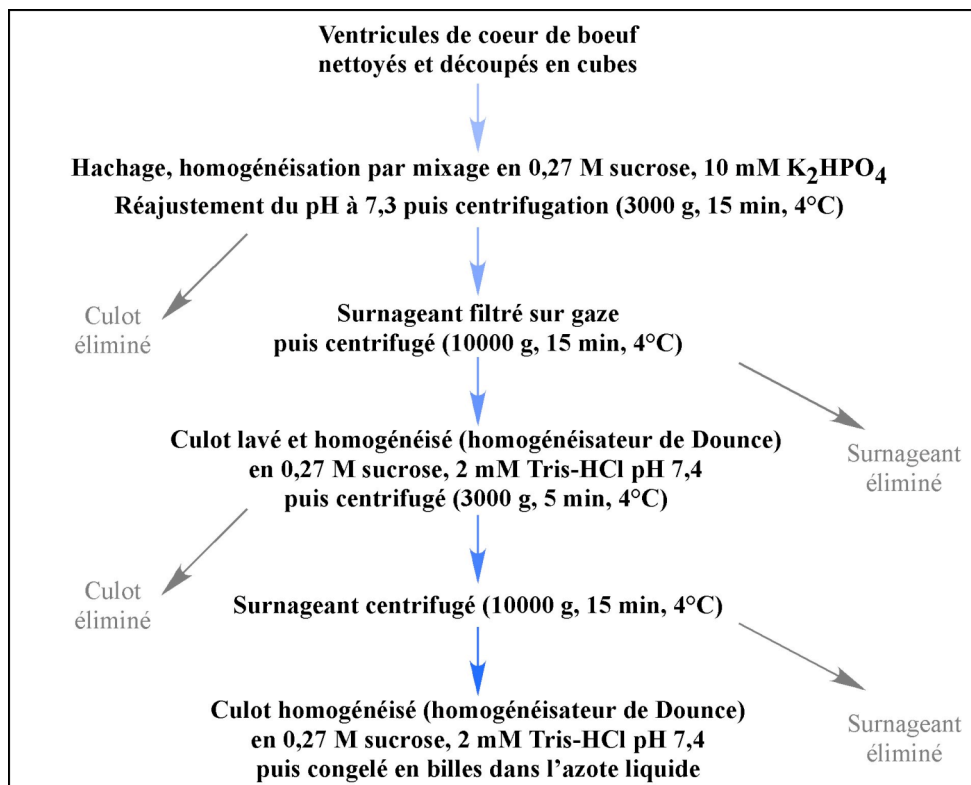 Ventricules de coeur de boeuf
nettoyés et découpés en cubes
Hachage, homogénéisation par mixage en 0,27 M sucrose, 10 mM K2HPO4
Réajustement du pH à 7,3 puis centrifugation (3000 g, 15 min, 4°C)
Culot
éliminé
Surnageant filtré sur gaze
puis centrifugé (10000 g, 15 min, 4°C)
Surnageant
éliminé
Culot lavé et homogénéisé (homogénéisateur de Dounce)
en 0,27 M sucrose, 2 mM Tris-HCl pH 7,4
puis centrifugé (3000 g, 5 min, 4°C)
Culot
éliminé
Surnageant centrifugé (10000 g, 15 min, 4°C)
Surnageant
éliminé
Culot homogénéisé (homogénéisateur de Dounce)
en 0,27 M sucrose, 2 mM Tris-HCl pH 7,4
puis congelé en billes dans l'azote liquide